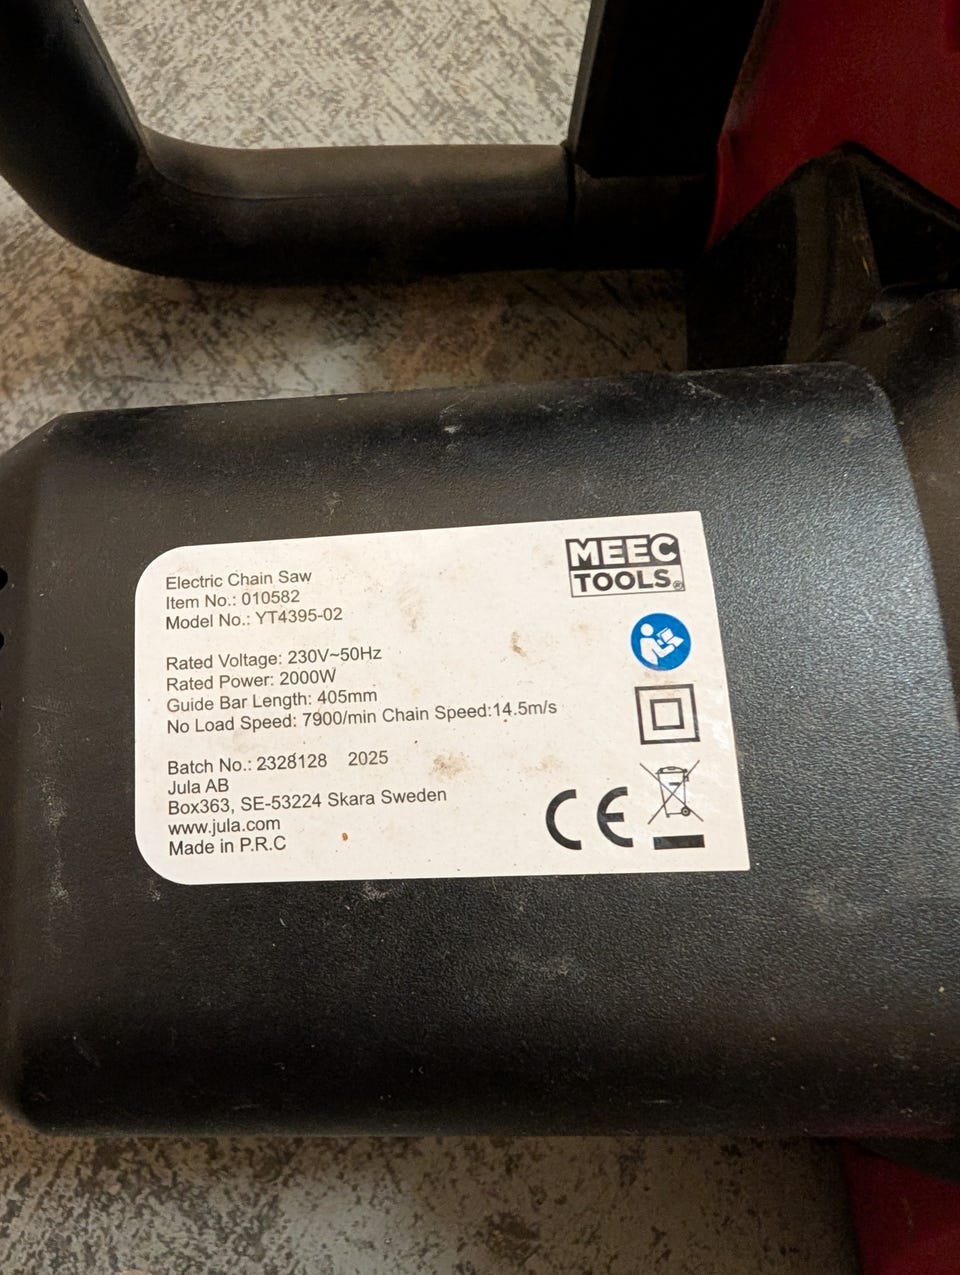 MEEC
TOOLS®
Electric Chain Saw
Item No.: 010582
Model No.: YT4395-02
Rated Voltage: 230V~50Hz
Rated Power: 2000W
Guide Bar Length: 405mm
No Load Speed: 7900/min Chain Speed:14.5m/s
Batch No.: 2328128 2025
Jula AB
Box363, SE-53224 Skara Sweden
www.jula.com
Made in P.R.C
CE